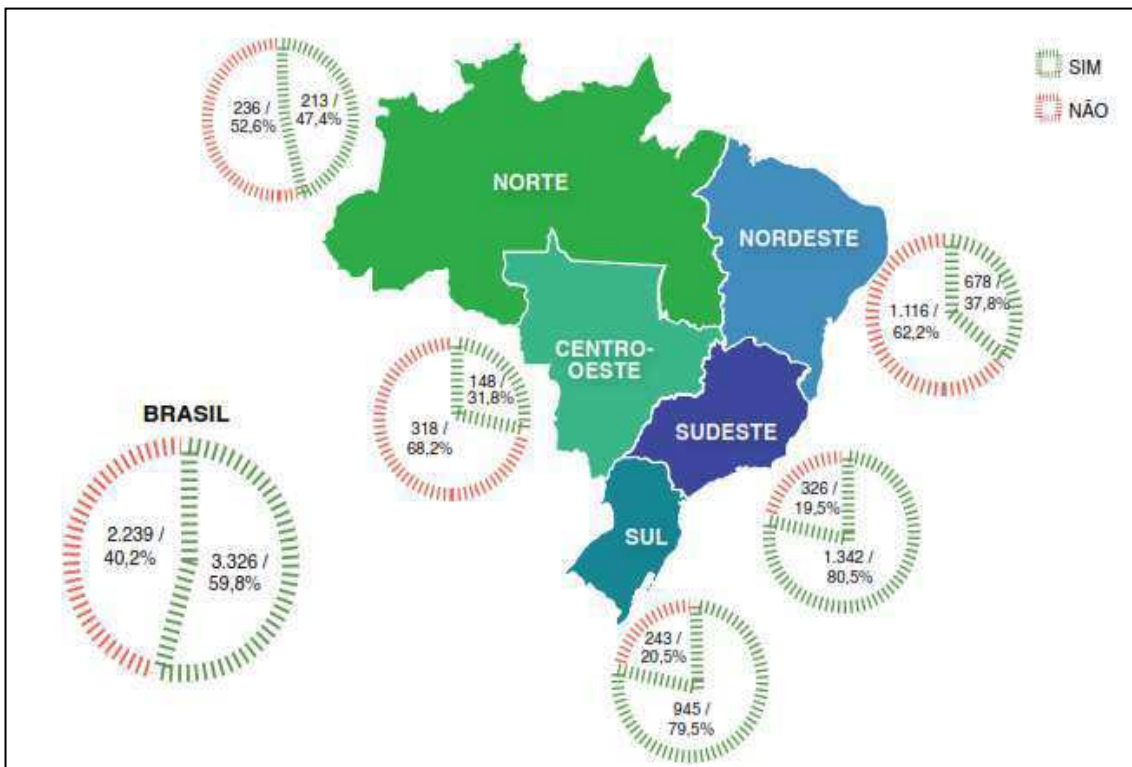 SIM
NÃO
236 /
52,6%
213 /
47,4%
NORTE
NORDESTE
678 /
37,8%
1.116 /
62,2%
CENTRO-
OESTE
148 /
31,8%
318 /
68,2%
BRASIL
SUDESTE
2.239 /
40,2%
3.326 /
59,8%
326 /
19,5%
1.342 /
80,5%
SUL
243 /
20,5%
945 /
79,5%